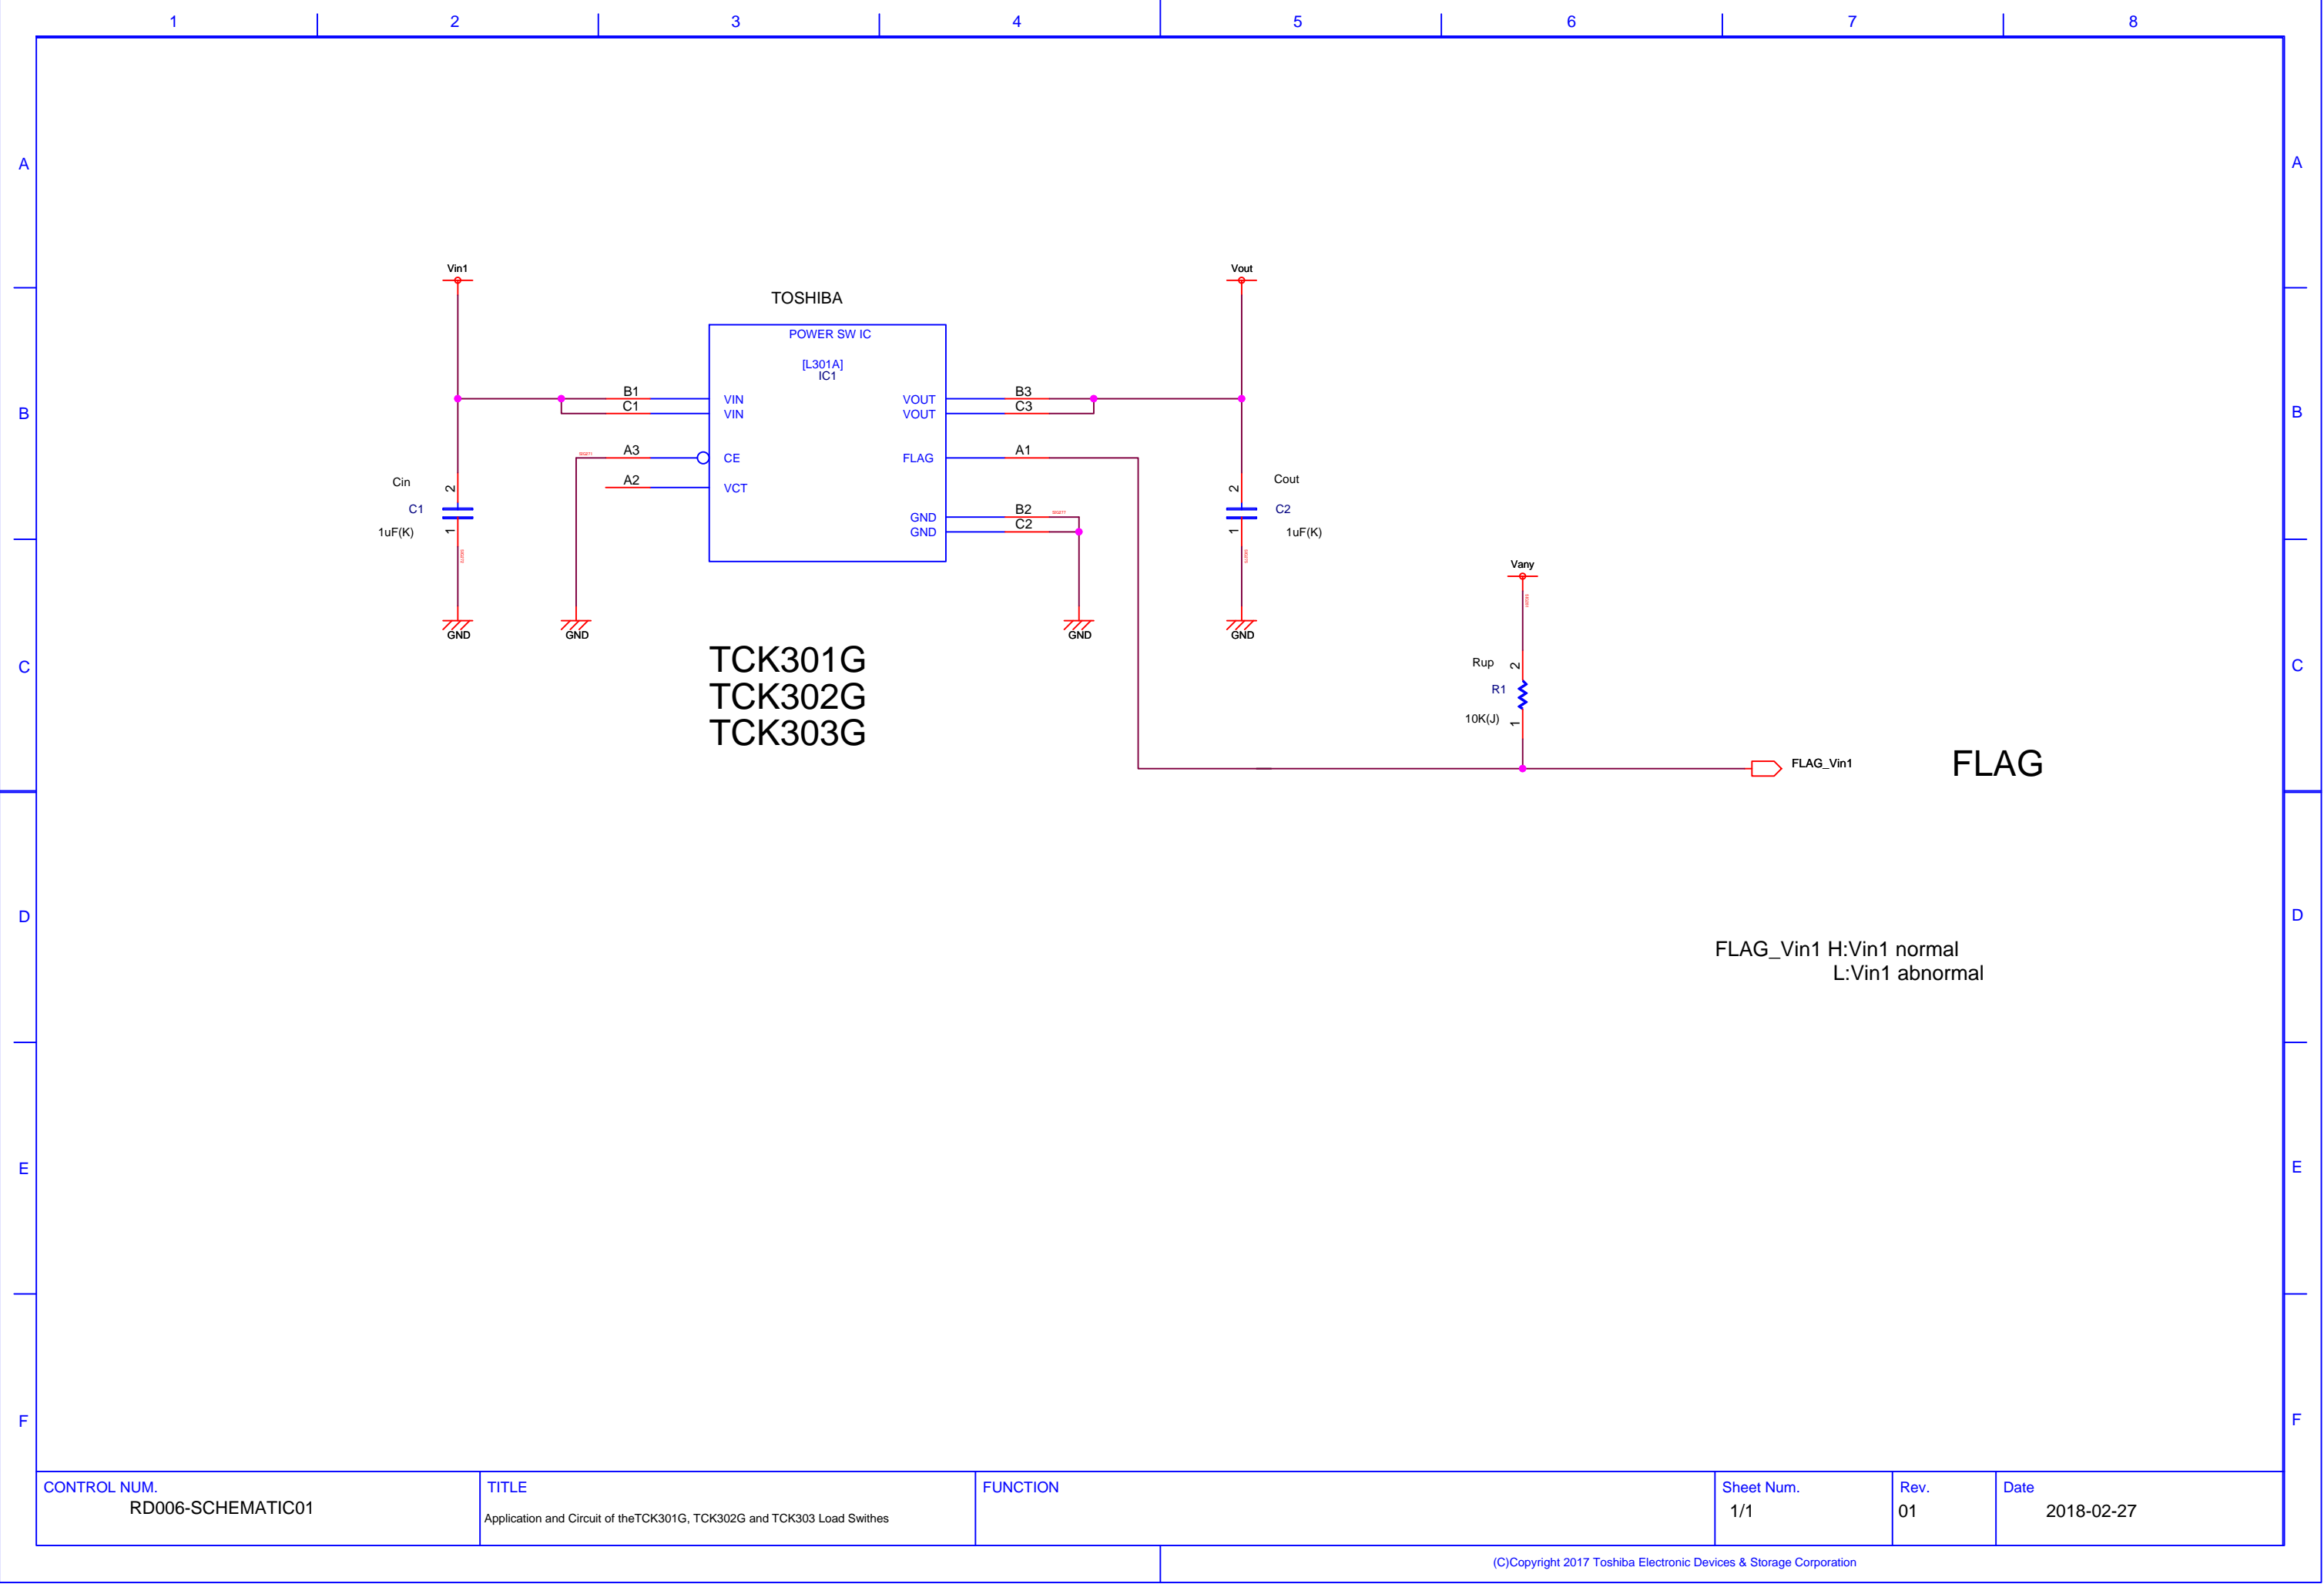 1 2 3 4 5 6 7 8
A A
Vin1
Vout
TOSHIBA
POWER SW IC
[L301A]
IC1
B B
B1 VIN VOUT B3
C1 VIN VOUT C3
A3 CE FLAG A1
A2 VCT
GND B2
GND C2
Cin 2
C1
1uF(K) 1
Cout
2
C2
1 1uF(K)
GND GND GND GND
TCK301G
TCK302G
TCK303G
Vany
C C
Rup 2
R1
10K(J) 1
FLAG_Vin1 FLAG
D D
FLAG_Vin1 H:Vin1 normal
L:Vin1 abnormal
E E
F F
CONTROL NUM. TITLE FUNCTION Sheet Num. Rev. Date
RD006-SCHEMATIC01 1/1 01 2018-02-27
Application and Circuit of theTCK301G, TCK302G and TCK303 Load Swithes
(C)Copyright 2017 Toshiba Electronic Devices & Storage Corporation